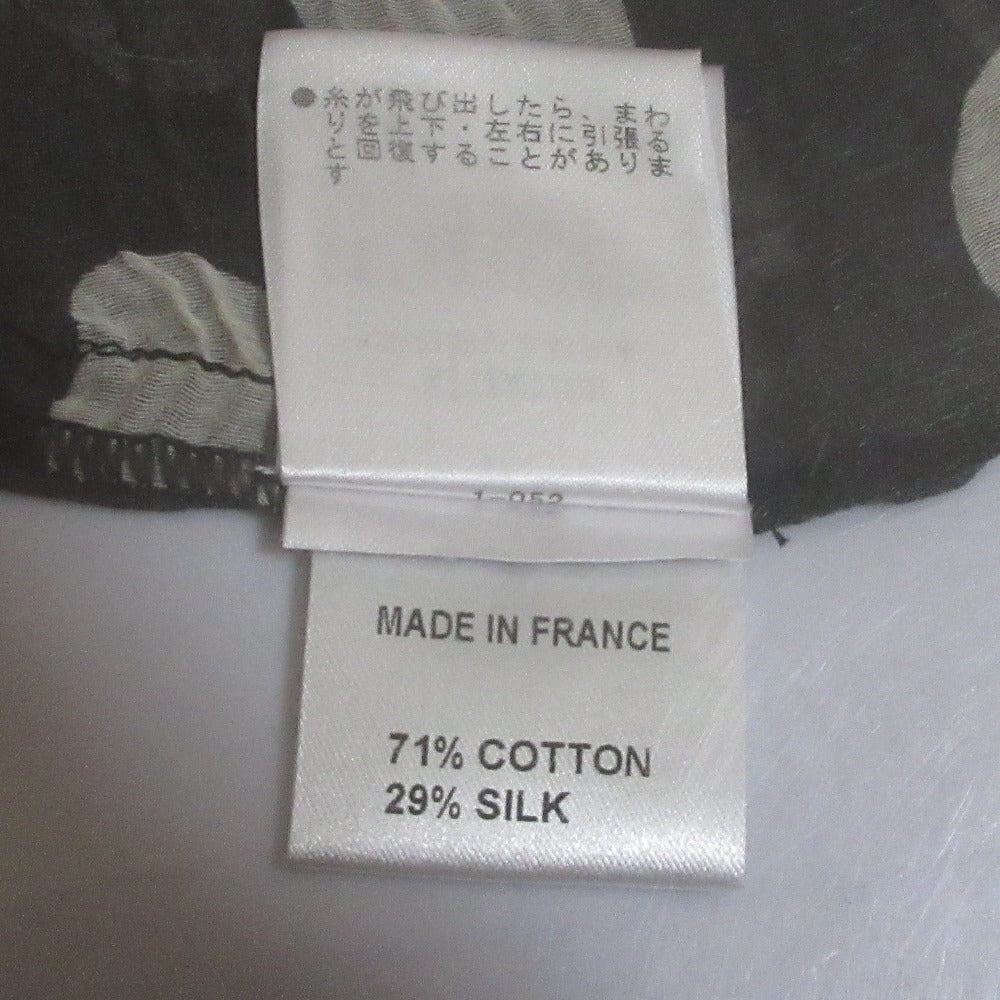 ●糸が飛び出したら、まわ
りを上下・左右に引張る
と回復することがありま
す
1-952
MADE IN FRANCE
71% COTTON
29% SILK